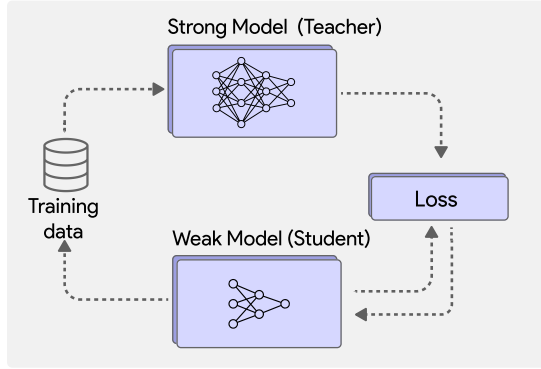 Strong Model (Teacher)
Training
data
Loss
Weak Model (Student)